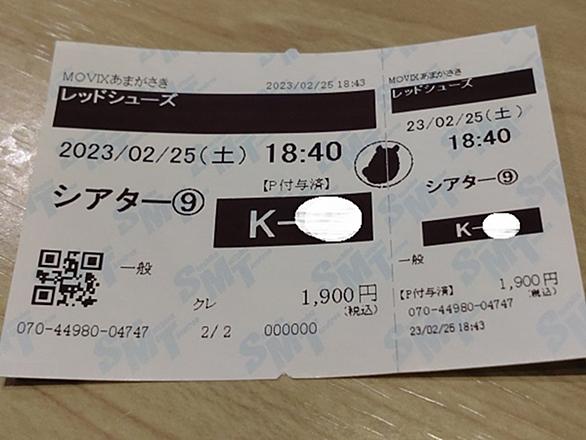 MOVIXあまがさき 2023/02/25 18:43
レッドシューズ
2023/02/25(土) 18:40
【P付与済】
シアター⑨ K-
一般
クレ 1,900円
(税込)
070-44980-04747 2/2 000000
MOVIXあまがさき
レッドシューズ
23/02/25(土)
18:40
シアター⑨
K-
一般
1,900円
【P付与済】 (税込)
070-44980-04747
23/02/25 18:43
SMT